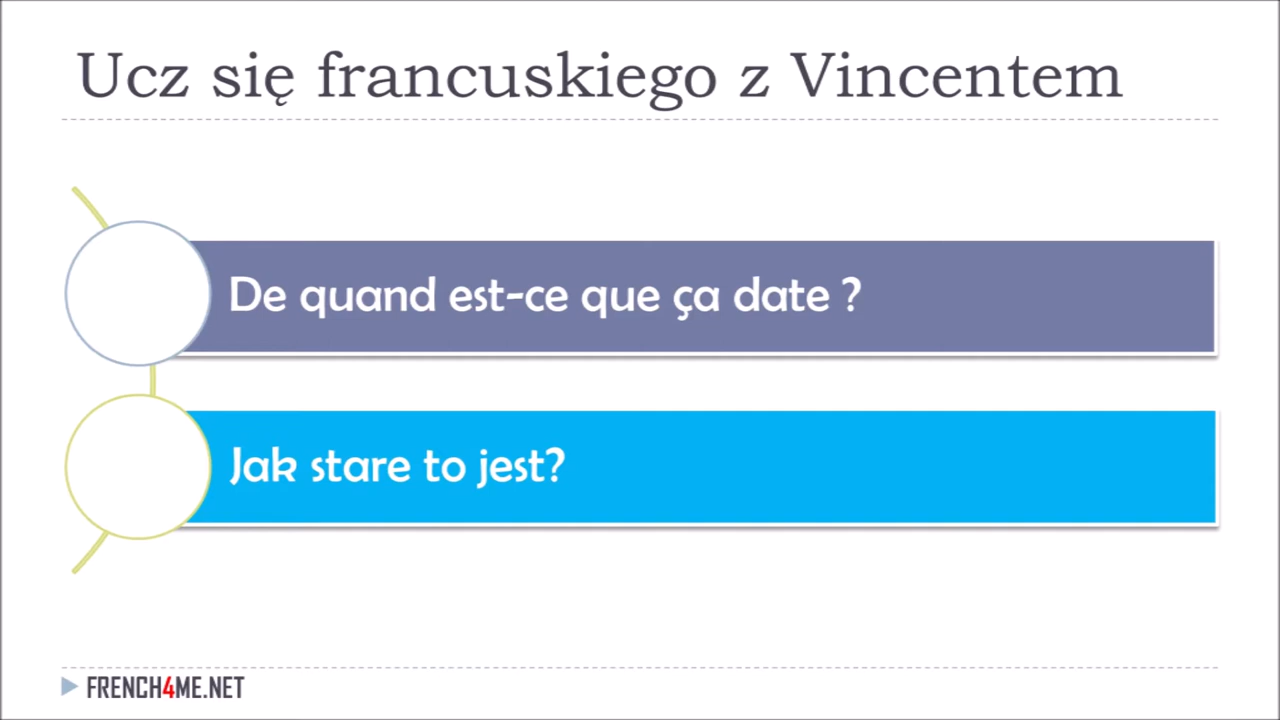 Ucz się francuskiego z Vincentem
De quand est-ce que ça date ?
Jak stare to jest?
FRENCH4ME.NET